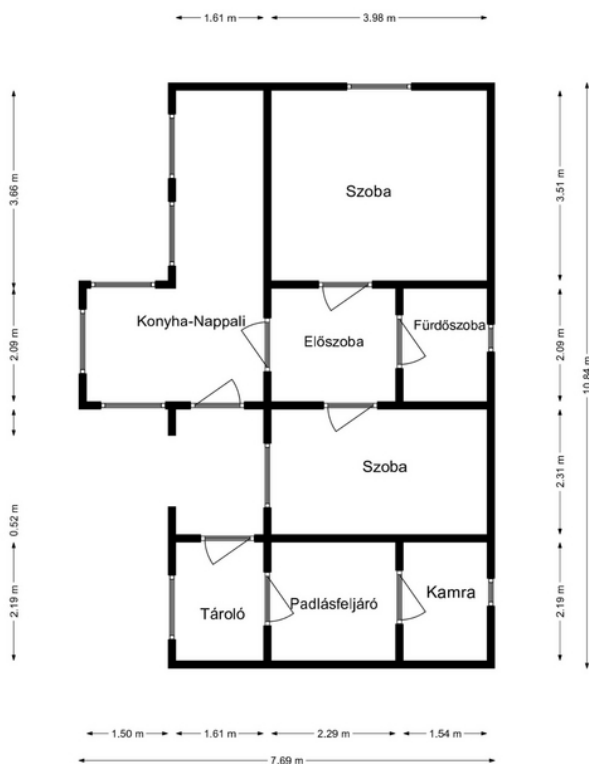 1.61 m
3.98 m
3.66 m
3.51 m
Szoba
Konyha-Nappali
Előszoba
Fürdőszoba
2.09 m
2.09 m
10.84 m
Szoba
2.31 m
0.52 m
2.19 m
Tároló
Padlásfeljáró
Kamra
2.19 m
1.50 m
1.61 m
2.29 m
1.54 m
7.69 m